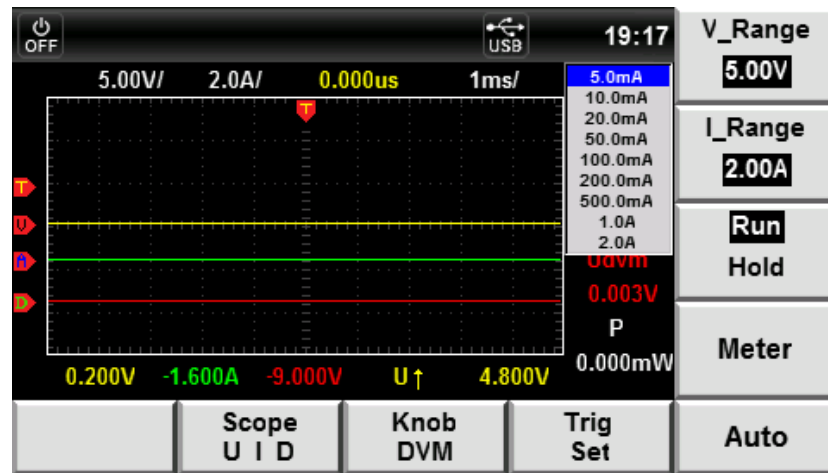 OFF
USB
19:17
5.00V/ 2.0A/ 0.000us 1ms/
5.0mA
10.0mA
20.0mA
50.0mA
100.0mA
200.0mA
500.0mA
1.0A
2.0A
T
T
U
A
D
Udvm
0.003V
P
0.000mW
0.200V -1.600A -9.000V U↑ 4.800V
V_Range
5.00V
I_Range
2.00A
Run
Hold
Meter
Auto
Scope
U I D
Knob
DVM
Trig
Set